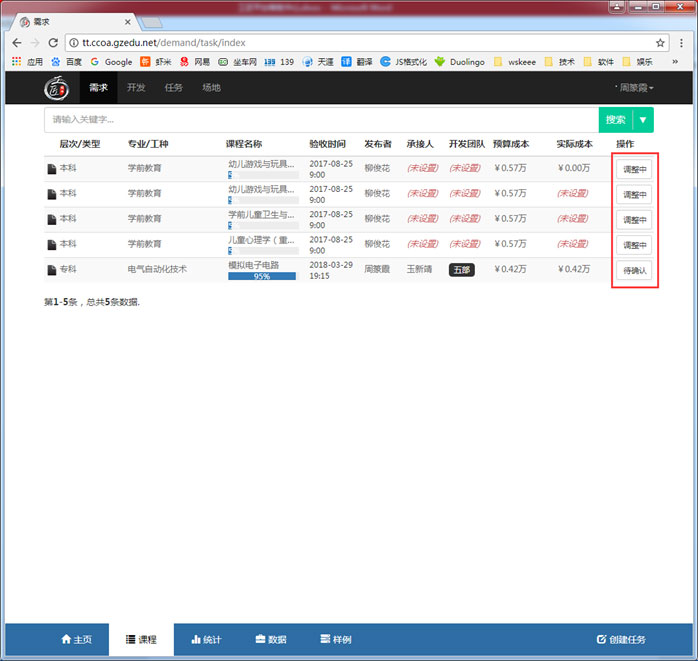 需求
tt.ccoa.gzedu.net/demand/task/index
应用 百度 Google 虾米 网易 坐车网 139 139 天涯 译 翻译 JS格式化 Duolingo wskeee 技术 软件 娱乐 »
需求 开发 任务 场地 周蒙霞
请输入关键字... 搜索
层次/类型 专业/工种 课程名称 验收时间 发布者 承接人 开发团队 预算成本 实际成本 操作
本科 学前教育 幼儿游戏与玩具... 2017-08-25 9:00 柳俊花 (未设置) (未设置) ¥0.57万 ¥0.00万 调整中
本科 学前教育 幼儿游戏与玩具... 2017-08-25 9:00 柳俊花 (未设置) (未设置) ¥0.57万 (未设置) 调整中
本科 学前教育 学前儿童卫生与... 2017-08-25 9:00 柳俊花 (未设置) (未设置) ¥0.57万 (未设置) 调整中
本科 学前教育 儿童心理学（重... 2017-08-25 9:00 柳俊花 (未设置) (未设置) ¥0.57万 (未设置) 调整中
专科 电气自动化技术 模拟电子电路 95% 2018-03-29 19:15 周蒙霞 王新靖 五部 ¥0.42万 ¥0.42万 待确认
第1-5条，总共5条数据.
主页 课程 统计 数据 样例 创建任务